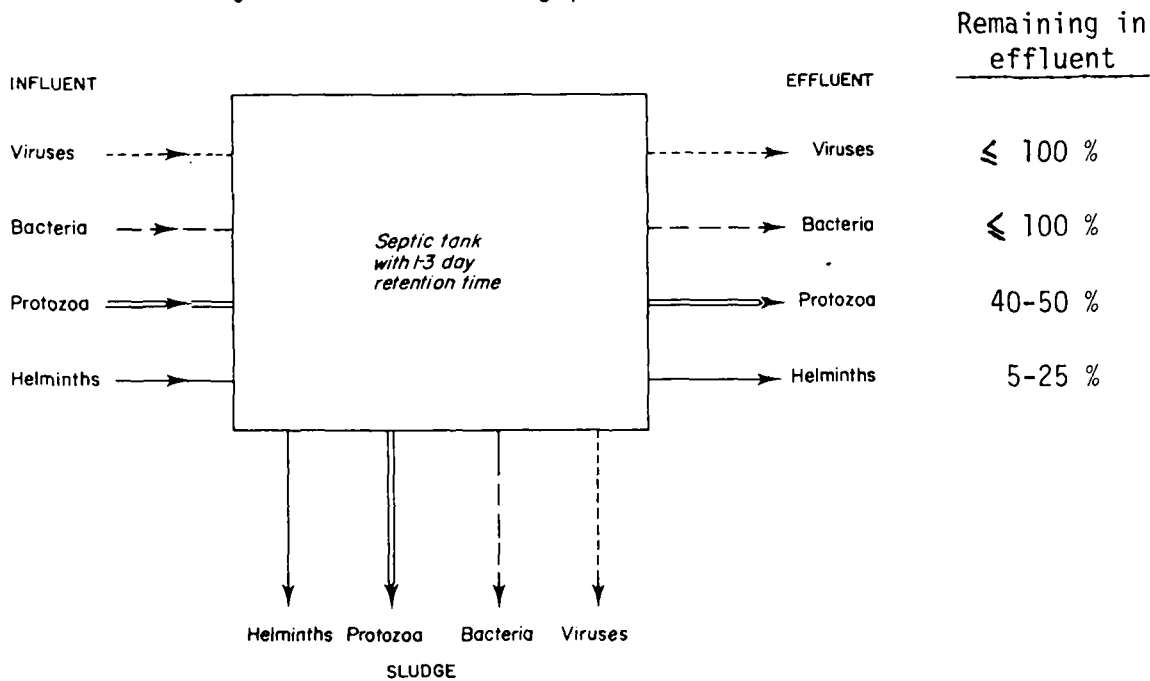 Remaining in
effluent
INFLUENT
EFFLUENT
Viruses
Viruses
≤ 100 %
Bacteria
Bacteria
≤ 100 %
Septic tank
with 1-3 day
retention time
Protozoa
Protozoa
40-50 %
Helminths
Helminths
5-25 %
Helminths Protozoa Bacteria Viruses
SLUDGE